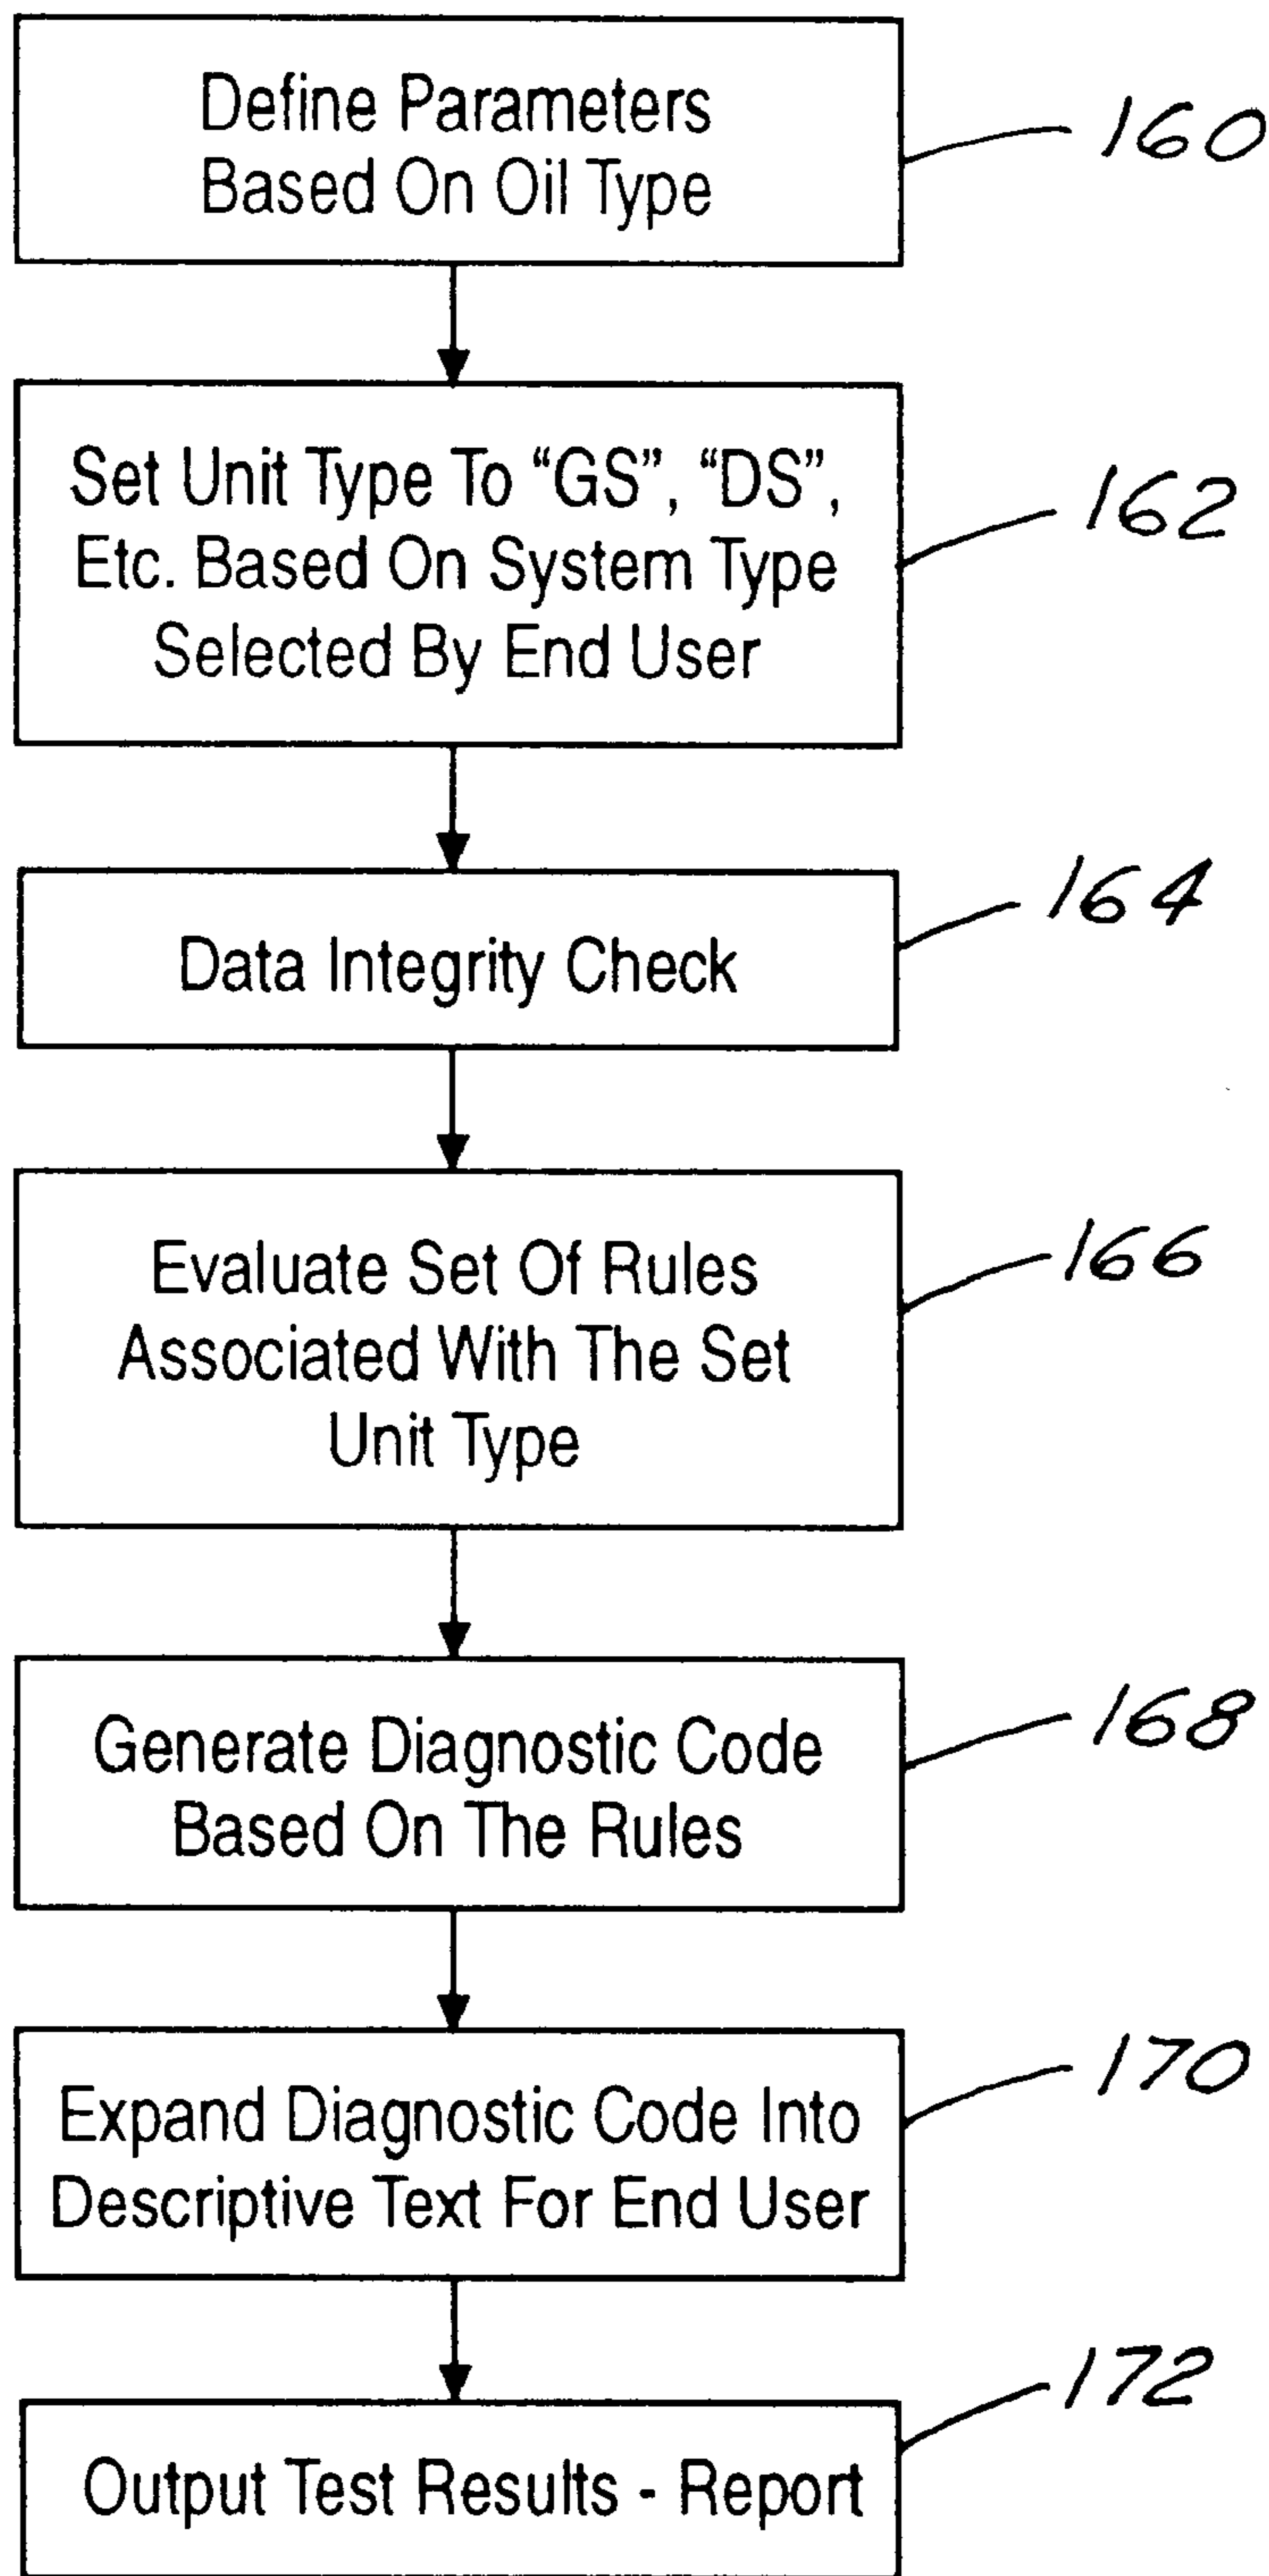 Define Parameters
Based On Oil Type
160
Set Unit Type To “GS”, “DS”,
Etc. Based On System Type
Selected By End User
162
Data Integrity Check
164
Evaluate Set Of Rules
Associated With The Set
Unit Type
166
Generate Diagnostic Code
Based On The Rules
168
Expand Diagnostic Code Into
Descriptive Text For End User
170
Output Test Results - Report
172